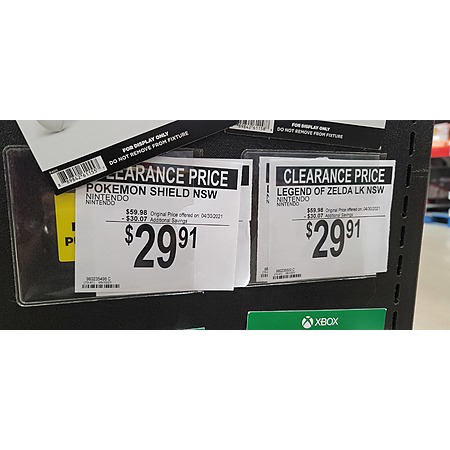 FOR DISPLAY ONLY
DO NOT REMOVE FROM FIXTURE
FOR DISPLAY ONLY
DO NOT REMOVE FROM FIXTURE
CLEARANCE PRICE
POKEMON SHIELD NSW
NINTENDO
NINTENDO
$59.98 Original Price offered on: 04/30/2021
- $30.07 Additional Savings
$29.91
CLEARANCE PRICE
LEGEND OF ZELDA LK NSW
NINTENDO
NINTENDO
$59.98 Original Price offered on: 04/30/2021
- $30.07 Additional Savings
$29.91
XBOX